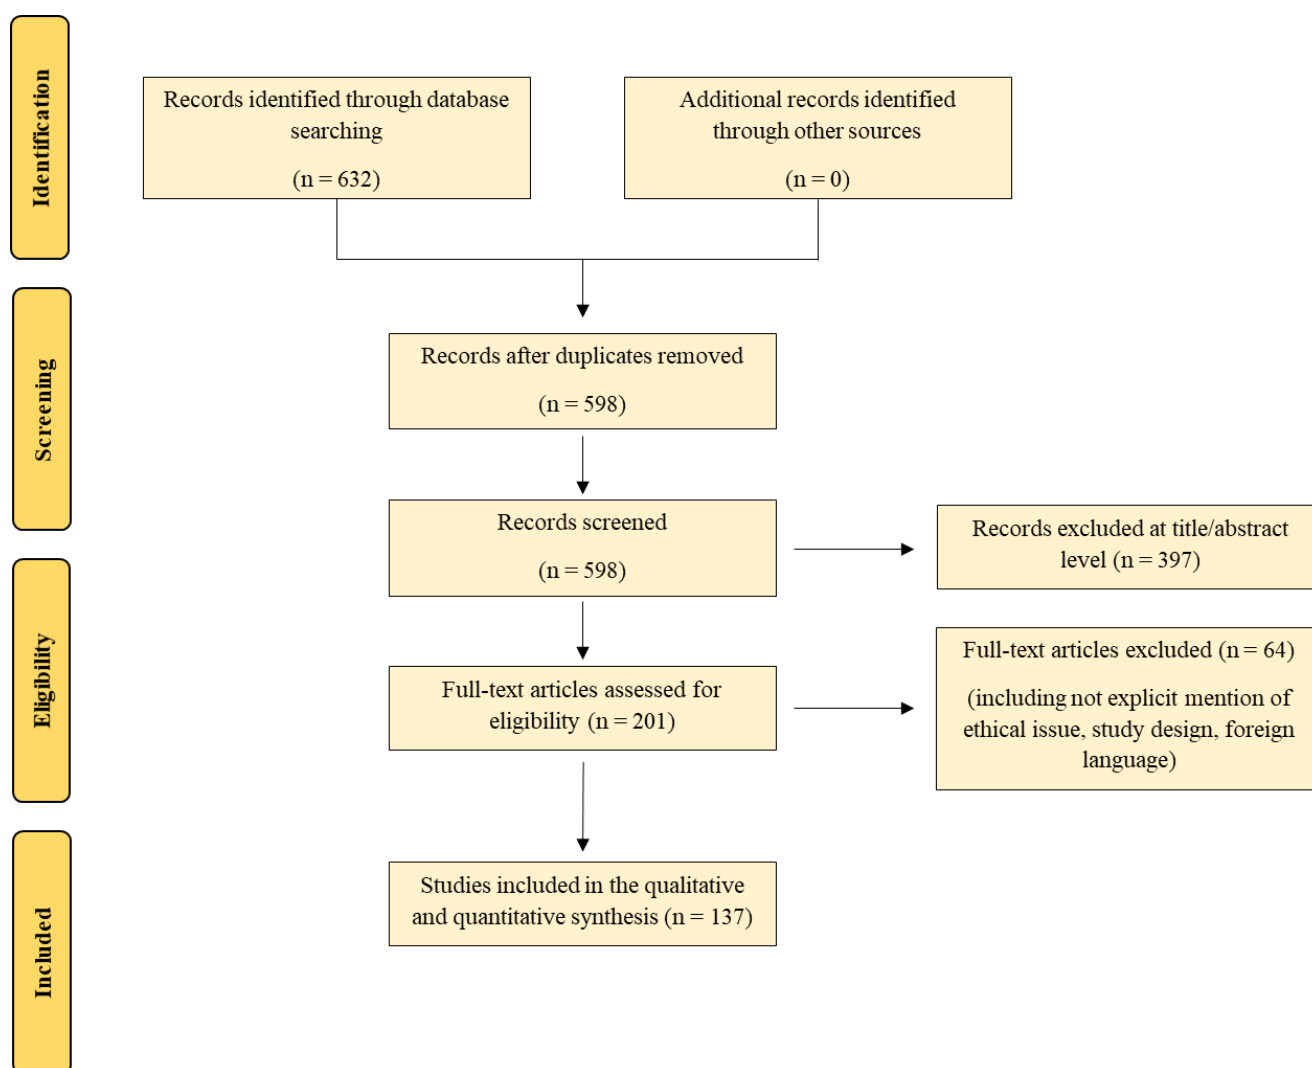 Identification
Records identified through database
searching
(n = 632)
Additional records identified
through other sources
(n = 0)
Screening
Records after duplicates removed
(n = 598)
Records screened
(n = 598)
Records excluded at title/abstract
level (n = 397)
Eligibility
Full-text articles assessed for
eligibility (n = 201)
Full-text articles excluded (n = 64)
(including not explicit mention of
ethical issue, study design, foreign
language)
Included
Studies included in the qualitative
and quantitative synthesis (n = 137)